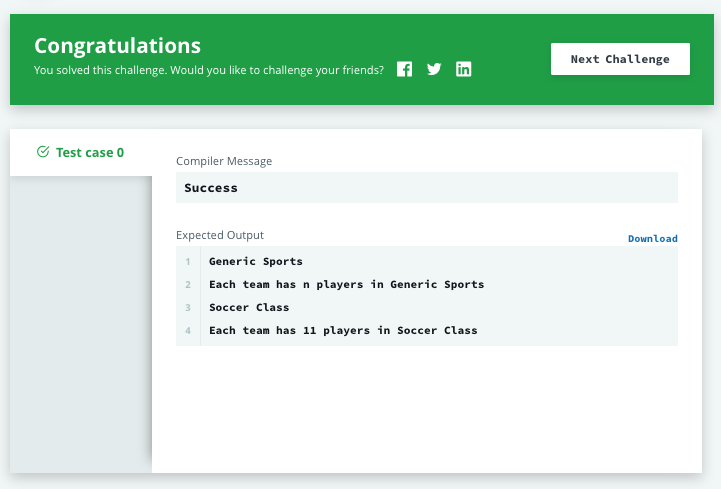 Congratulations
You solved this challenge. Would you like to challenge your friends?
Next Challenge
Test case 0
Compiler Message
Success
Expected Output
Download
1 Generic Sports
2 Each team has n players in Generic Sports
3 Soccer Class
4 Each team has 11 players in Soccer Class